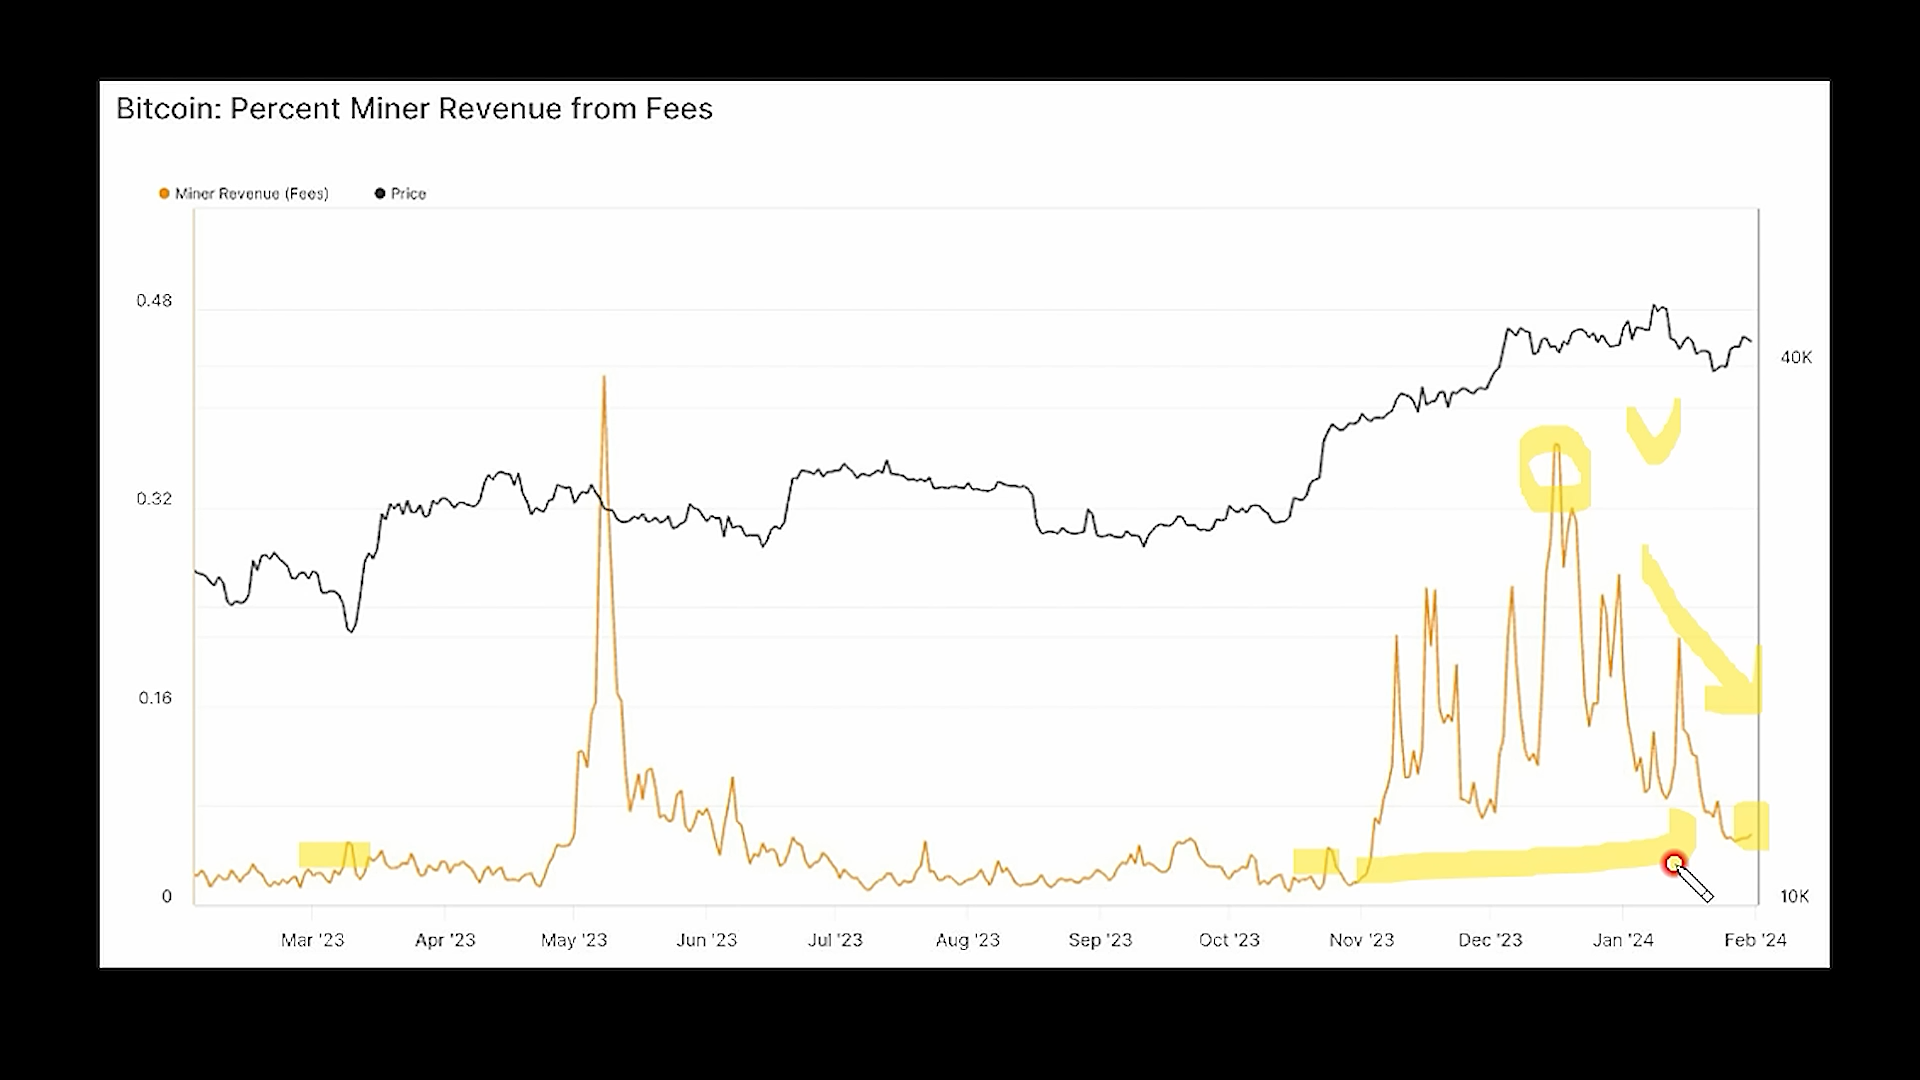 Bitcoin: Percent Miner Revenue from Fees
Miner Revenue (Fees) Price
0.48
40K
0.32
0.16
0
10K
Mar '23 Apr '23 May '23 Jun '23 Jul '23 Aug '23 Sep '23 Oct '23 Nov '23 Dec '23 Jan '24 Feb '24